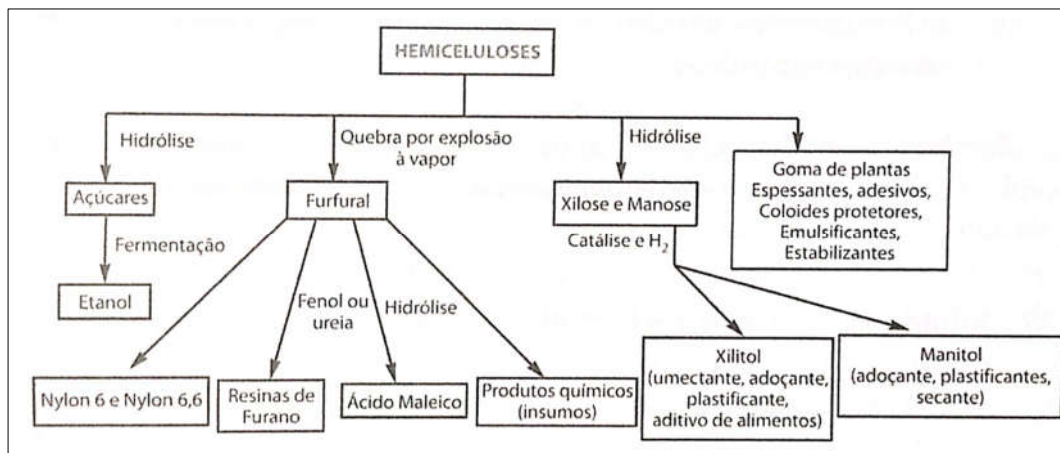 HEMICELULOSES
Hidrólise
Quebra por explosão
à vapor
Hidrólise
Açúcares
Furfural
Xilose e Manose
Goma de plantas
Espessantes, adesivos,
Coloides protetores,
Emulsificantes,
Estabilizantes
Fermentação
Catálise e H₂
Etanol
Fenol ou
ureia
Hidrólise
Nylon 6 e Nylon 6,6
Resinas de
Furano
Ácido Maleico
Produtos químicos
(insumos)
Xilitol
(umectante, adoçante,
plastificante,
aditivo de alimentos)
Manitol
(adoçante, plastificantes,
secante)